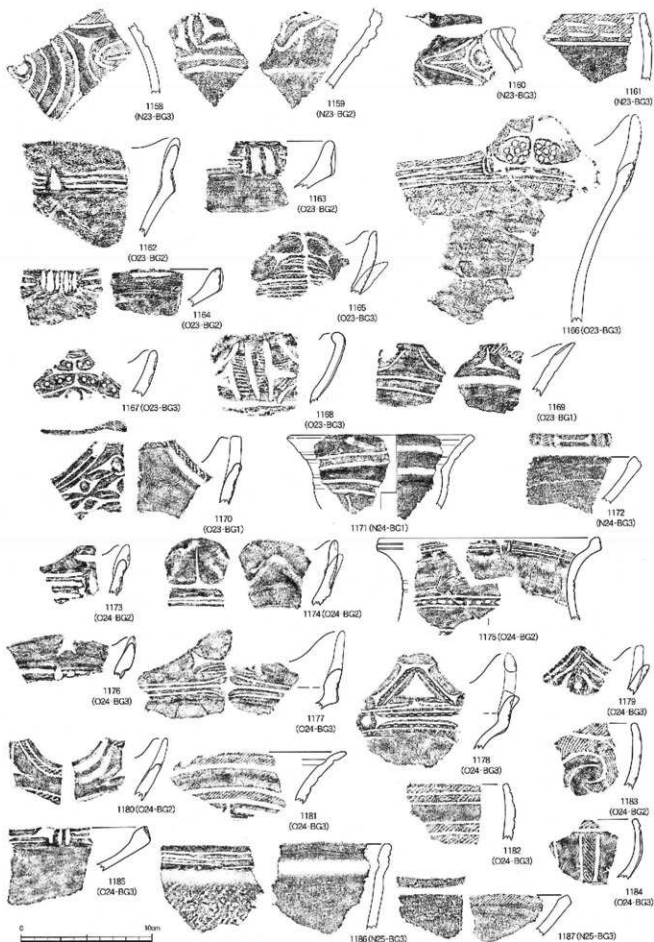 1158
(N23-BG3)
1159
(N23-BG2)
1160
(N23-BG3)
1161
(N23-BG3)
1162
(O23-BG2)
1163
(O23-BG2)
1164
(O23-BG2)
1165
(O23-BG3)
1166 (O23-BG3)
1167 (O23-BG3)
1168
(O23-BG3)
1169
(O23-BG1)
1170
(O23-BG1)
1171 (N24-BG1)
1172
(N24-BG3)
1173
(O24-BG2)
1174 (O24-BG2)
1175 (O24-BG2)
1176
(O24-BG3)
1177
(O24-BG3)
1178
(O24-BG3)
1179
(O24-BG3)
1180 (O24-BG2)
1181
(O24-BG3)
1182
(O24-BG3)
1183
(O24-BG2)
1184
(O24-BG3)
1185
(O24-BG3)
1186 (N25-BG3)
1187 (N25-BG3)
0
10cm